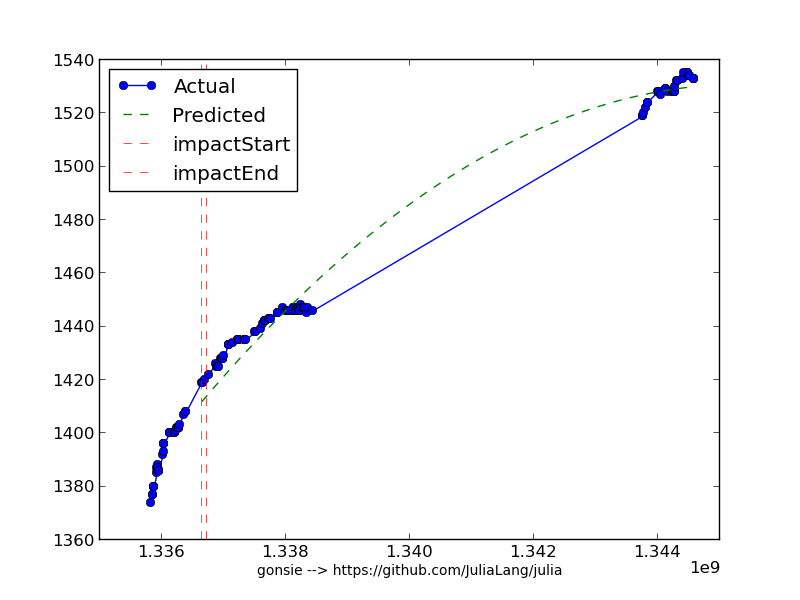 Actual
Predicted
impactStart
impactEnd
1540
1520
1500
1480
1460
1440
1420
1400
1380
1360
1.336 1.338 1.340 1.342 1.344
1e9
gonsie --> https://github.com/JuliaLang/julia